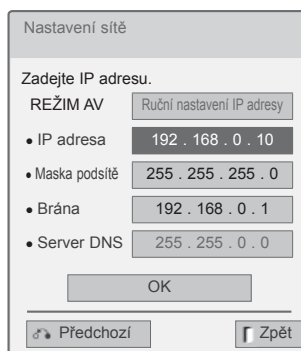 Nastavení sítě
Zadejte IP adresu.
REŽIM AV Ruční nastavení IP adresy
• IP adresa 192 . 168 . 0 . 10
• Maska podsítě 255 . 255 . 255 . 0
• Brána 192 . 168 . 0 . 1
• Server DNS 255 . 255 . 0 . 0
OK
Předchozí Zpět